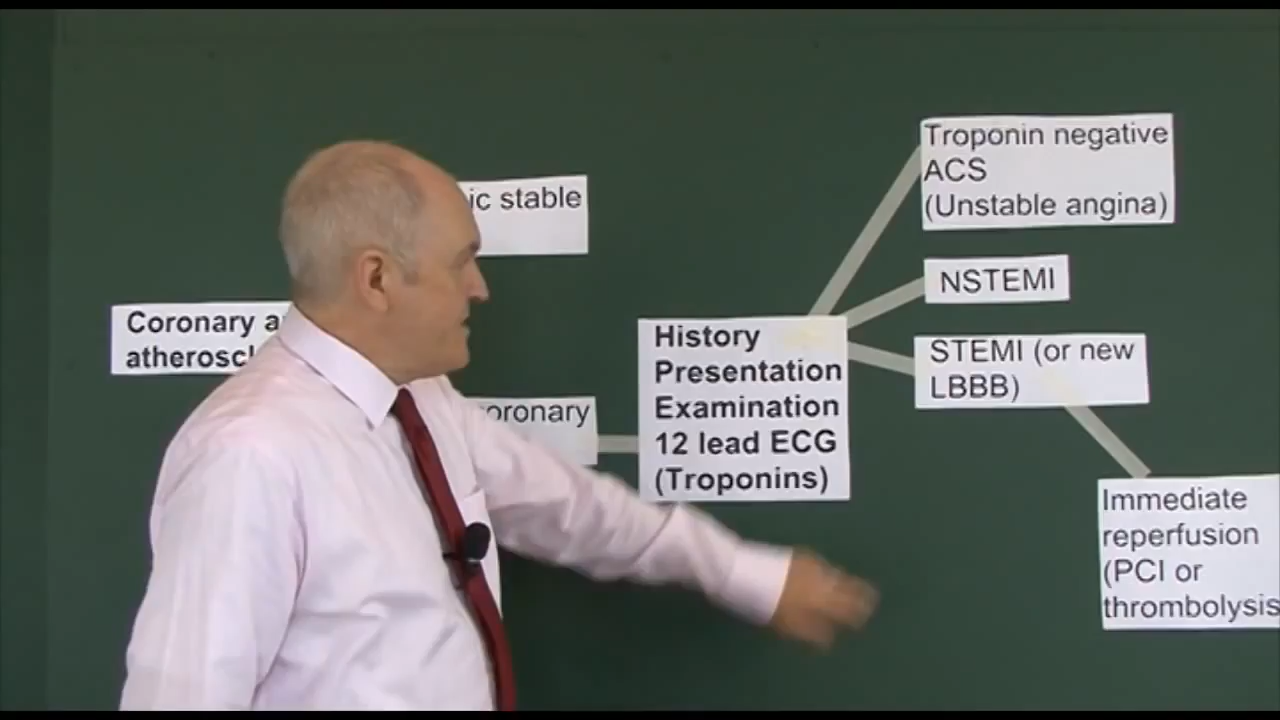 ic stable
Coronary a
atheroscl
oronary
History
Presentation
Examination
12 lead ECG
(Troponins)
Troponin negative
ACS
(Unstable angina)
NSTEMI
STEMI (or new
LBBB)
Immediate
reperfusion
(PCI or
thrombolysis